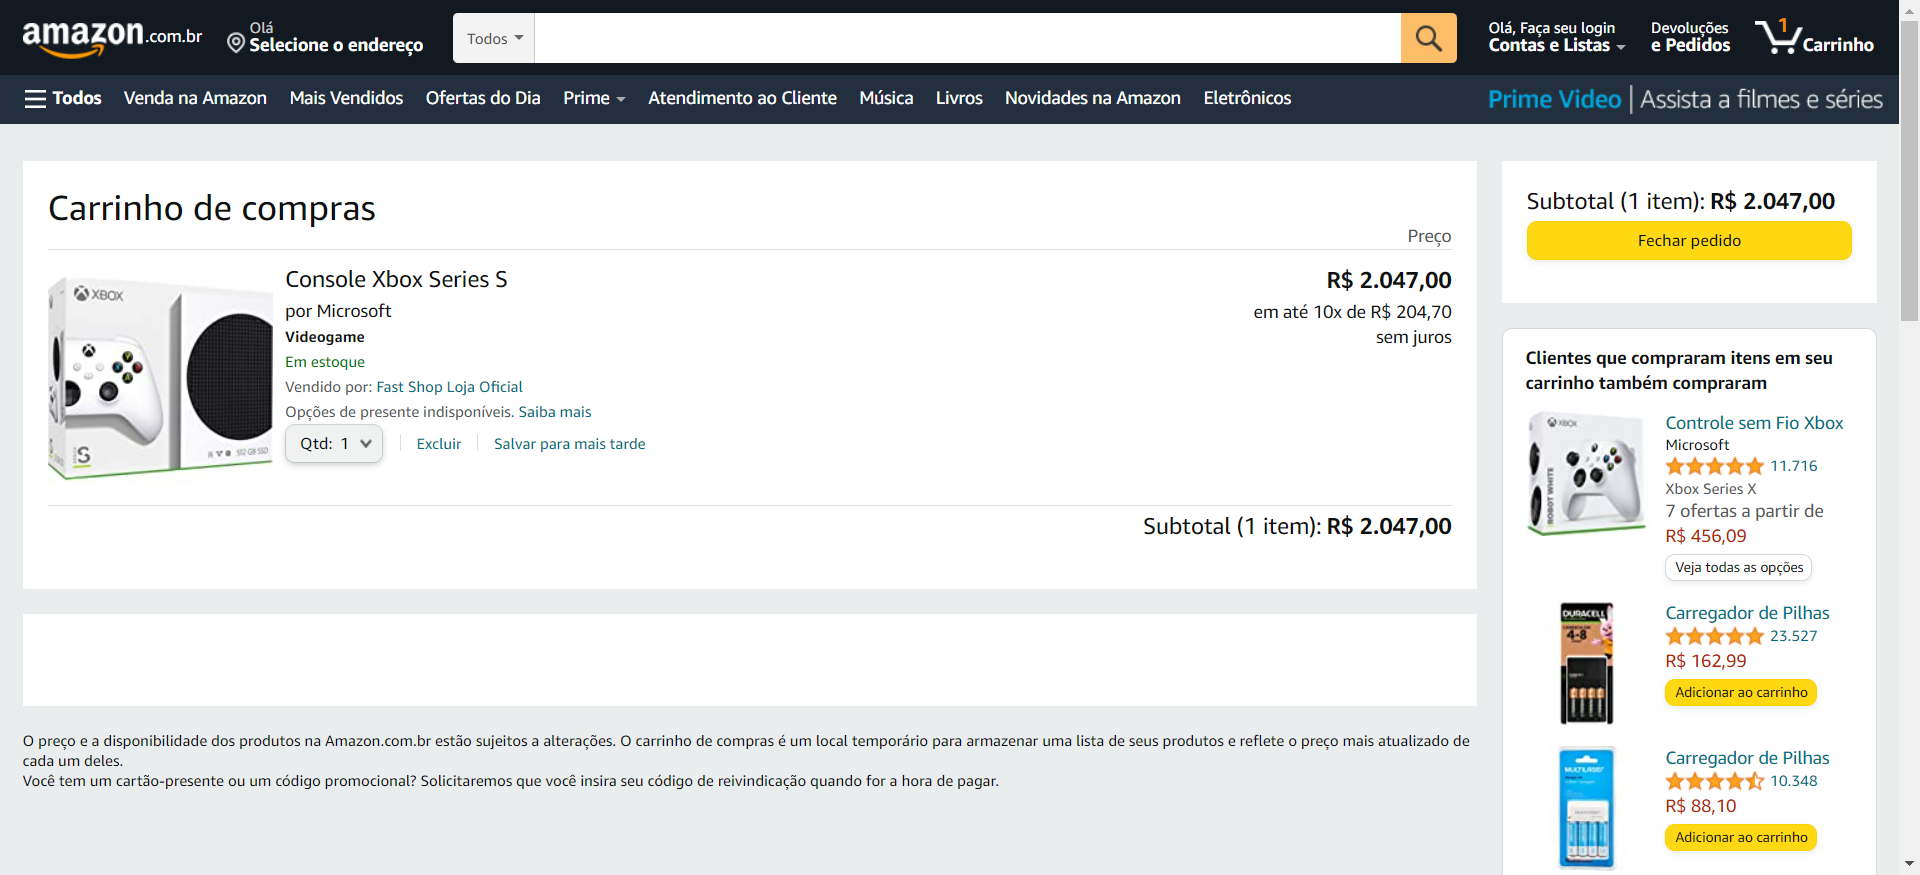 amazon.com.br
Olá
Selecione o endereço
Todos
Olá, Faça seu login
Contas e Listas
Devoluções
e Pedidos
1
Carrinho
Todos
Venda na Amazon
Mais Vendidos
Ofertas do Dia
Prime
Atendimento ao Cliente
Música
Livros
Novidades na Amazon
Eletrônicos
Prime Video | Assista a filmes e séries
Carrinho de compras
Preço
XBOX
S
512 GB SSD
Console Xbox Series S
por Microsoft
Videogame
Em estoque
Vendido por: Fast Shop Loja Oficial
Opções de presente indisponíveis. Saiba mais
Qtd: 1
Excluir
Salvar para mais tarde
R$ 2.047,00
em até 10x de R$ 204,70
sem juros
Subtotal (1 item): R$ 2.047,00
O preço e a disponibilidade dos produtos na Amazon.com.br estão sujeitos a alterações. O carrinho de compras é um local temporário para armazenar uma lista de seus produtos e reflete o preço mais atualizado de
cada um deles.
Você tem um cartão-presente ou um código promocional? Solicitaremos que você insira seu código de reivindicação quando for a hora de pagar.
Subtotal (1 item): R$ 2.047,00
Fechar pedido
Clientes que compraram itens em seu
carrinho também compraram
XBOX
ROBOT WHITE
Controle sem Fio Xbox
Microsoft
11.716
Xbox Series X
7 ofertas a partir de
R$ 456,09
Veja todas as opções
DURACELL
4-8
Carregador de Pilhas
23.527
R$ 162,99
Adicionar ao carrinho
MULTILASER
Carregador de Pilhas
10.348
R$ 88,10
Adicionar ao carrinho